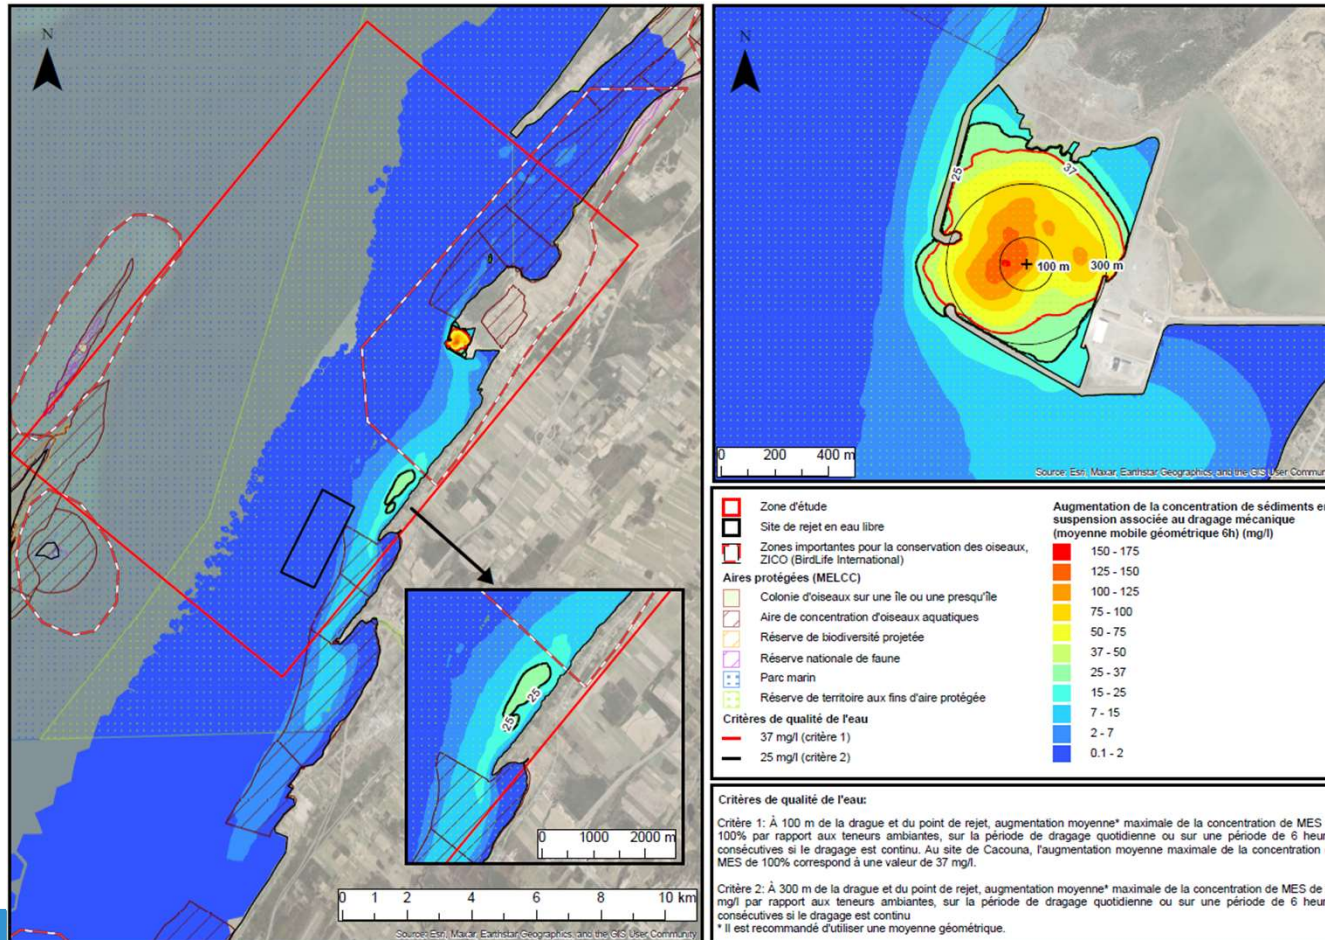 N
0 1000 2000 m
0 2 4 6 8 10 km
Source: Esri, Maxar, Earthstar Geographics, and the GIS User Community
25
25
N
25
37
100 m
300 m
0 200 400 m
Source: Esri, Maxar, Earthstar Geographics, and the GIS User Commun
Zone d'étude
Site de rejet en eau libre
Zones importantes pour la conservation des oiseaux,
ZICO (BirdLife International)
Aires protégées (MELCC)
Colonie d'oiseaux sur une île ou une presqu'île
Aire de concentration d'oiseaux aquatiques
Réserve de biodiversité projetée
Réserve nationale de faune
Parc marin
Réserve de territoire aux fins d'aire protégée
Critères de qualité de l'eau
37 mg/l (critère 1)
25 mg/l (critère 2)
Augmentation de la concentration de sédiments en
suspension associée au dragage mécanique
(moyenne mobile géométrique 6h) (mg/l)
150 - 175
125 - 150
100 - 125
75 - 100
50 - 75
37 - 50
25 - 37
15 - 25
7 - 15
2 - 7
0.1 - 2
Critères de qualité de l'eau:
Critère 1: À 100 m de la drague et du point de rejet, augmentation moyenne* maximale de la concentration de MES
100% par rapport aux teneurs ambiantes, sur la période de dragage quotidienne ou sur une période de 6 heur
consécutives si le dragage est continu. Au site de Cacouna, l'augmentation moyenne maximale de la concentration
MES de 100% correspond à une valeur de 37 mg/l.
Critère 2: À 300 m de la drague et du point de rejet, augmentation moyenne* maximale de la concentration de MES de
mg/l par rapport aux teneurs ambiantes, sur la période de dragage quotidienne ou sur une période de 6 heur
consécutives si le dragage est continu
* Il est recommandé d'utiliser une moyenne géométrique.